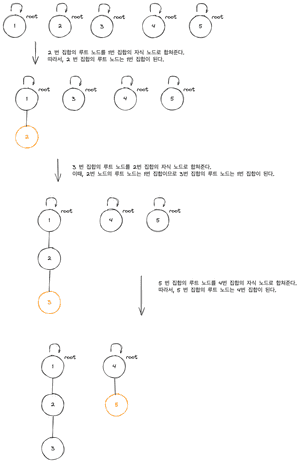 root root root root root
1 2 3 4 5
2 번 집합의 루트 노드를 1번 집합의 자식 노드로 합쳐준다.
따라서, 2 번 집합의 루트 노드는 1번 집합이 된다.
root root root root
1 3 4 5
2
3 번 집합의 루트 노드를 2번 집합의 자식 노드로 합쳐준다.
이때, 2번 노드의 루트 노드는 1번 집합이므로 3번 집합의 루트 노드는 1번 집합이 된다.
root root root
1 4 5
2
3
5 번 집합의 루트 노드를 4번 집합의 자식 노드로 합쳐준다.
따라서, 5 번 집합의 루트 노드는 4번 집합이 된다.
root root
1 4
2 5
3